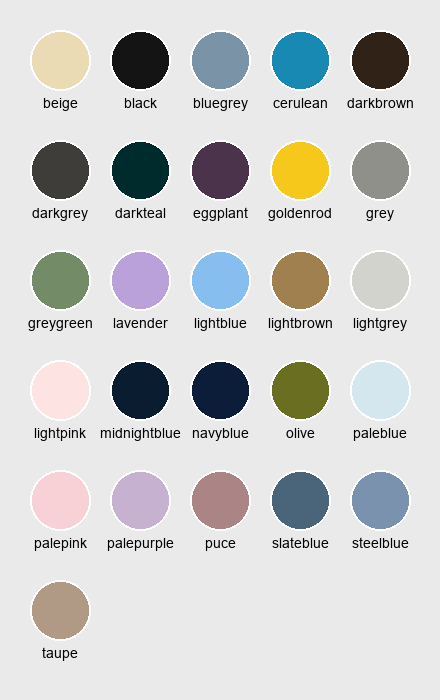 beige black bluegrey cerulean darkbrown
darkgrey darkteal eggplant goldenrod grey
greygreen lavender lightblue lightbrown lightgrey
lightpink midnightblue navyblue olive paleblue
palepink palepurple puce slateblue steelblue
taupe